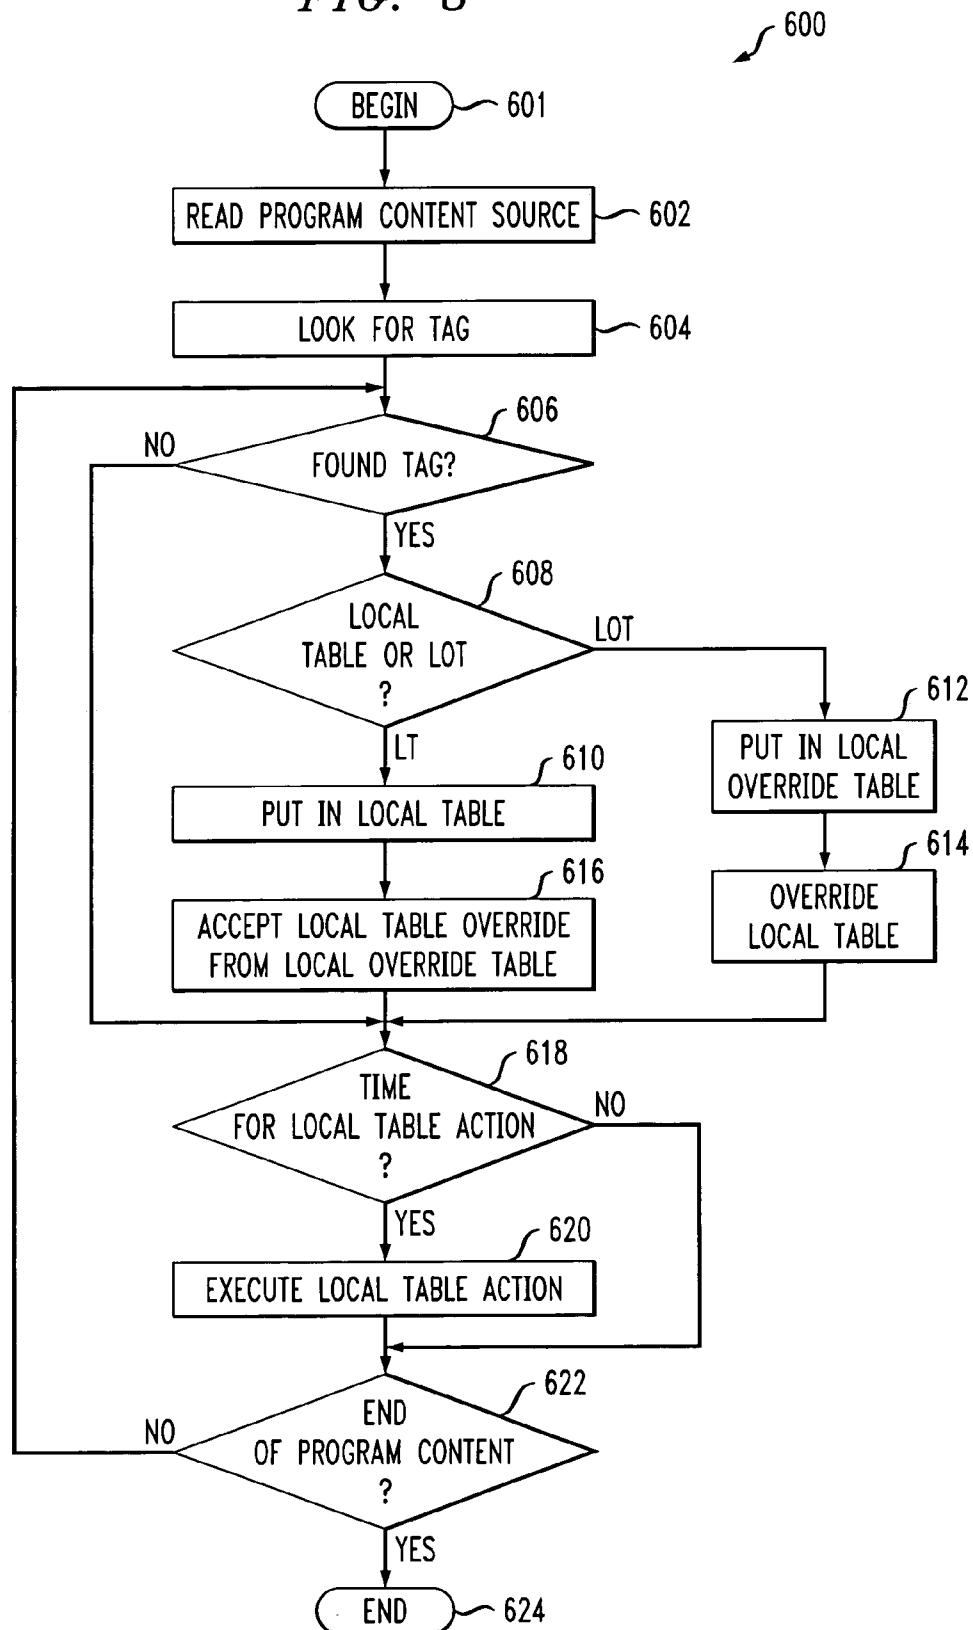 FIG.
600
BEGIN
601
READ PROGRAM CONTENT SOURCE
602
LOOK FOR TAG
604
606
NO
FOUND TAG?
YES
608
LOCAL
TABLE OR LOT
?
LOT
LT
612
PUT IN LOCAL
OVERRIDE TABLE
610
PUT IN LOCAL TABLE
614
OVERRIDE
LOCAL TABLE
616
ACCEPT LOCAL TABLE OVERRIDE
FROM LOCAL OVERRIDE TABLE
618
TIME
FOR LOCAL TABLE ACTION
?
NO
YES
620
EXECUTE LOCAL TABLE ACTION
622
END
OF PROGRAM CONTENT
?
NO
YES
END
624